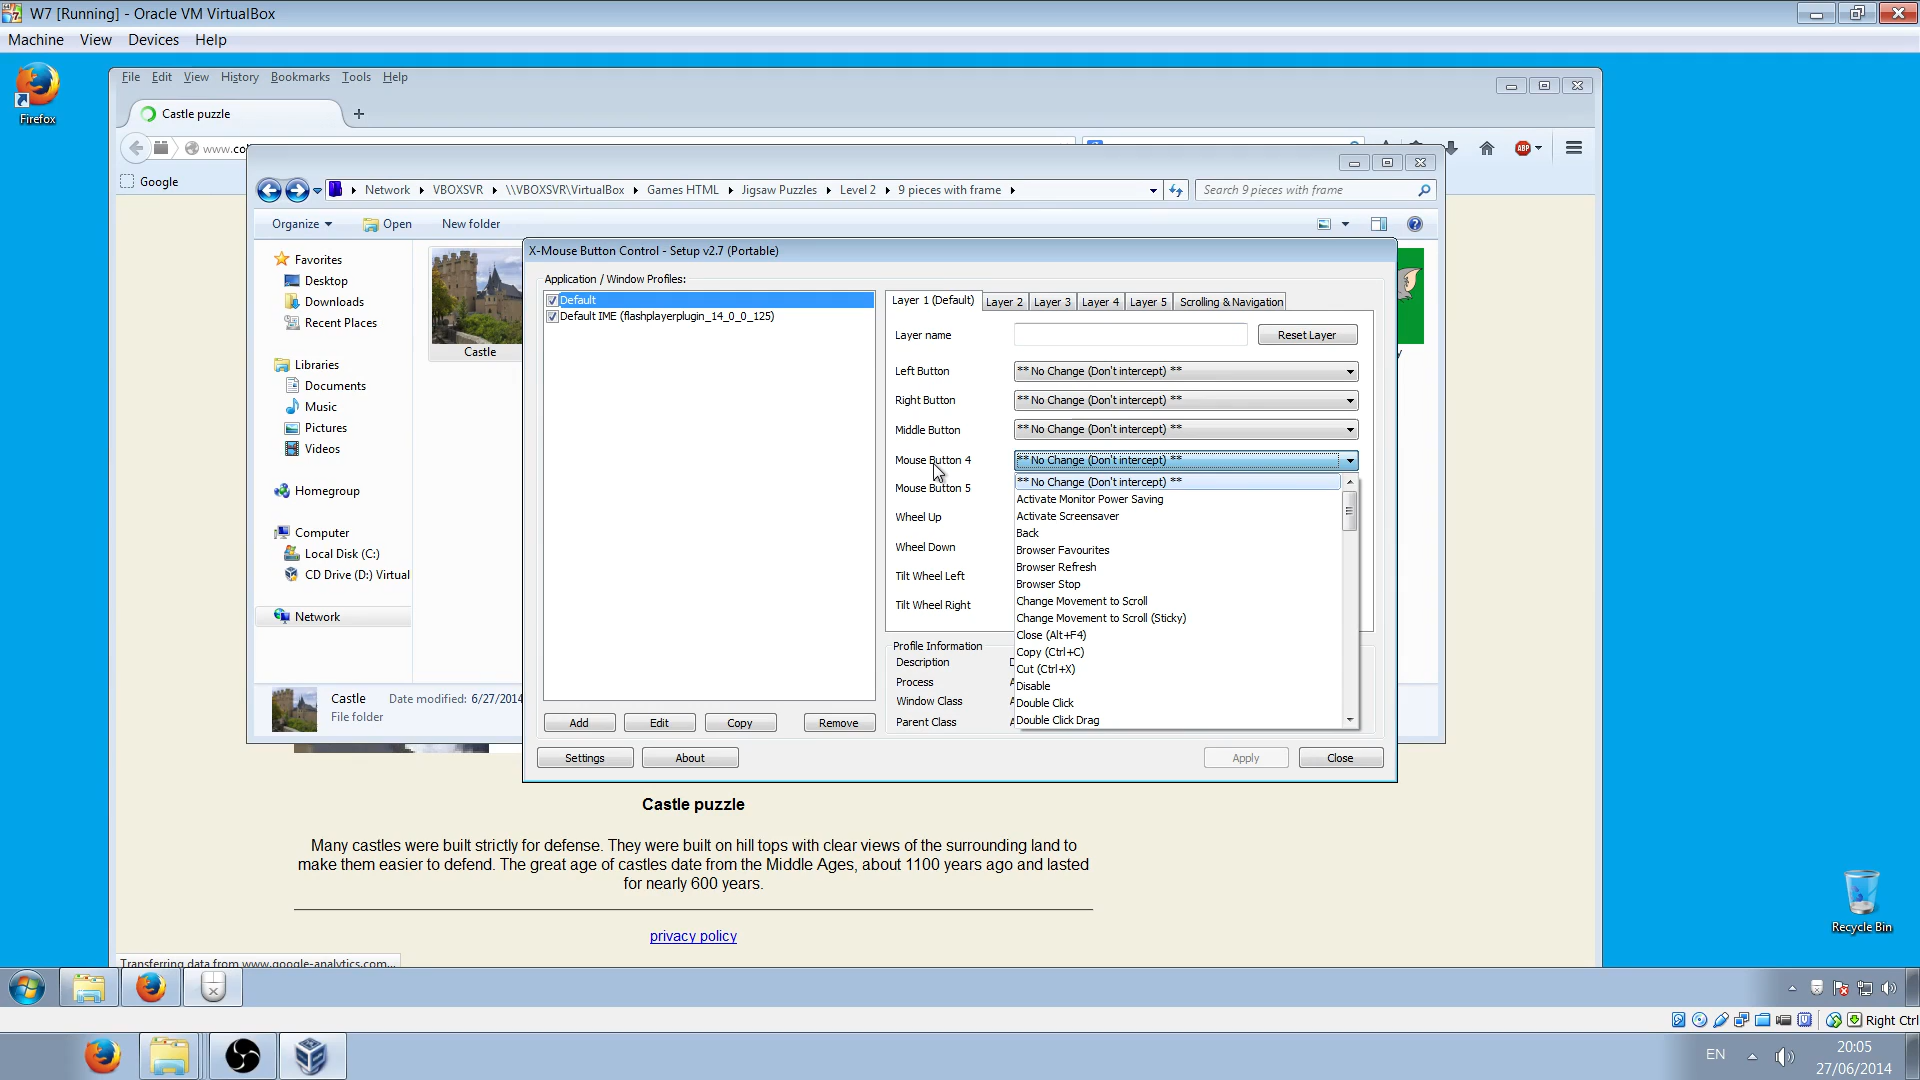 W7 [Running] - Oracle VM VirtualBox
Machine View Devices Help
Firefox
File Edit View History Bookmarks Tools Help
Castle puzzle
www.co
ABP
Google
Network VBOXSVR \\VBOXSVR\VirtualBox Games HTML Jigsaw Puzzles Level 2 9 pieces with frame
Search 9 pieces with frame
Organize Open New folder
Favorites
Desktop
Downloads
Recent Places
Libraries
Documents
Music
Pictures
Videos
Homegroup
Computer
Local Disk (C:)
CD Drive (D:) Virtual
Network
Castle
Castle Date modified: 6/27/2014
File folder
X-Mouse Button Control - Setup v2.7 (Portable)
Application / Window Profiles:
Default
Default IME (flashplayerplugin_14_0_0_125)
Add Edit Copy Remove
Settings About
Layer 1 (Default) Layer 2 Layer 3 Layer 4 Layer 5 Scrolling & Navigation
Layer name Reset Layer
Left Button ** No Change (Don't intercept) **
Right Button ** No Change (Don't intercept) **
Middle Button ** No Change (Don't intercept) **
Mouse Button 4 ** No Change (Don't intercept) **
Mouse Button 5
Wheel Up
Wheel Down
Tilt Wheel Left
Tilt Wheel Right
** No Change (Don't intercept) **
Activate Monitor Power Saving
Activate Screensaver
Back
Browser Favourites
Browser Refresh
Browser Stop
Change Movement to Scroll
Change Movement to Scroll (Sticky)
Close (Alt+F4)
Copy (Ctrl+C)
Cut (Ctrl+X)
Disable
Double Click
Double Click Drag
Profile Information
Description
Process
Window Class
Parent Class
Apply Close
Castle puzzle
Many castles were built strictly for defense. They were built on hill tops with clear views of the surrounding land to
make them easier to defend. The great age of castles date from the Middle Ages, about 1100 years ago and lasted
for nearly 600 years.
privacy policy
Transferring data from www.google-analytics.com...
Recycle Bin
Right Ctrl
EN
20:05
27/06/2014